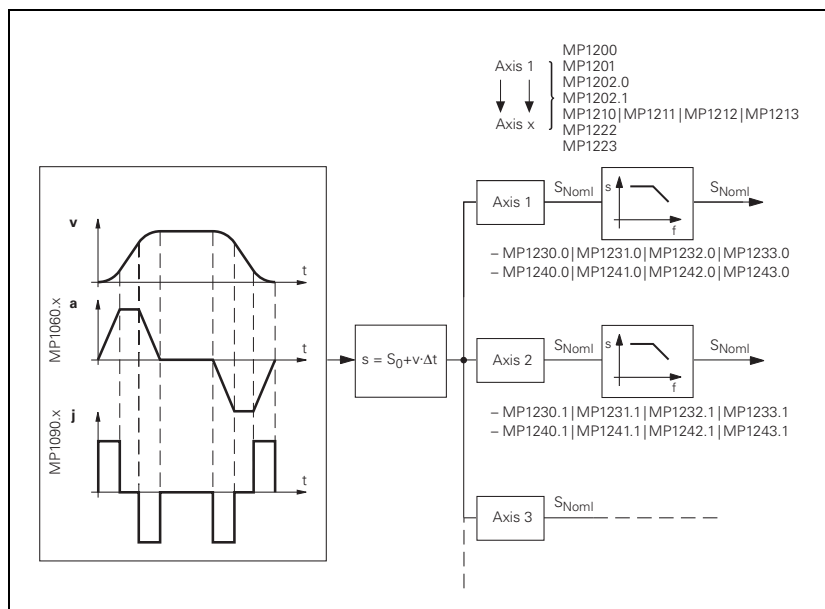 MP1200
Axis 1
MP1201
MP1202.0
MP1202.1
Axis x
MP1210|MP1211|MP1212|MP1213
MP1222
MP1223
v
t
MP1060.x
a
t
MP1090.x
j
t
s = S0+v·Δt
Axis 1
SNoml
s
f
SNoml
– MP1230.0|MP1231.0|MP1232.0|MP1233.0
– MP1240.0|MP1241.0|MP1242.0|MP1243.0
Axis 2
SNoml
s
f
SNoml
– MP1230.1|MP1231.1|MP1232.1|MP1233.1
– MP1240.1|MP1241.1|MP1242.1|MP1243.1
Axis 3
SNoml